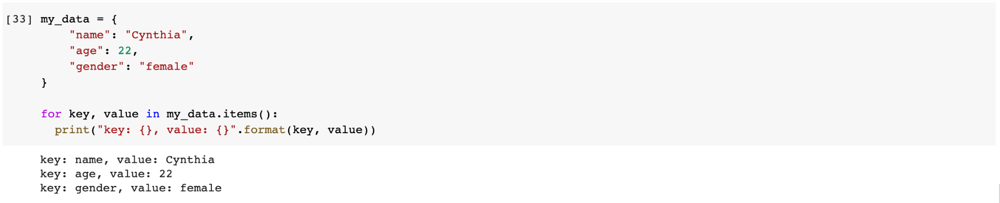 [33] my_data = {
    "name": "Cynthia",
    "age": 22,
    "gender": "female"
}
for key, value in my_data.items():
  print("key: {}, value: {}".format(key, value))
key: name, value: Cynthia
key: age, value: 22
key: gender, value: female